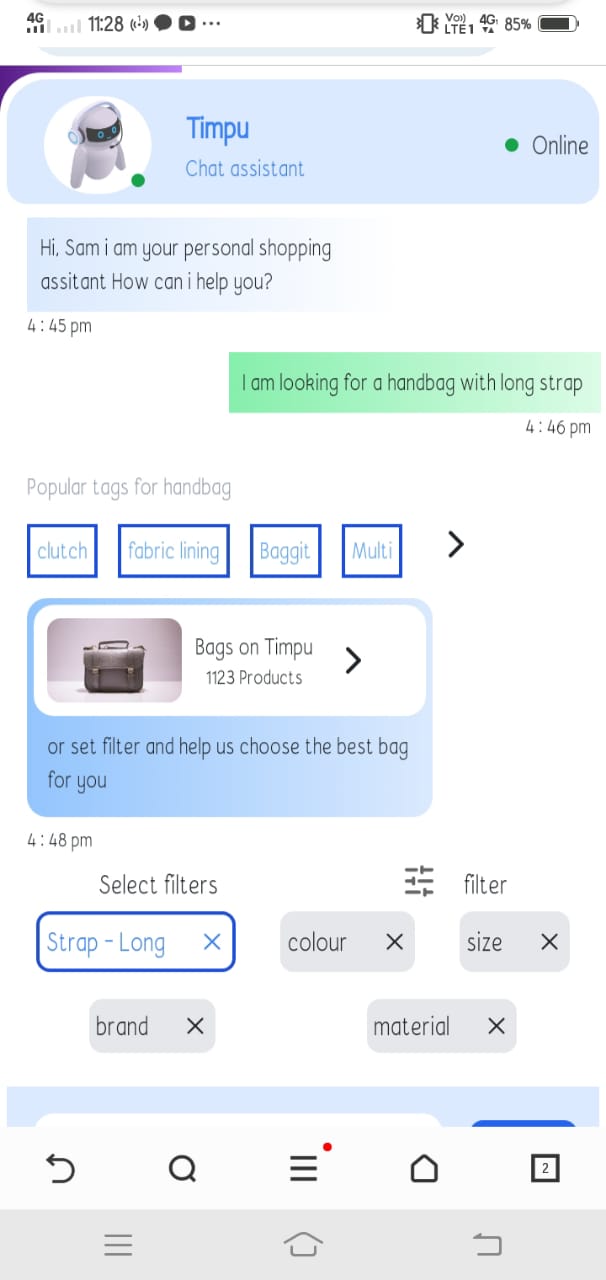 4G 11:28 Vo)) LTE1 4G 85%
Timpu
Chat assistant
Online
Hi, Sam i am your personal shopping
assitant How can i help you?
4:45 pm
I am looking for a handbag with long strap
4:46 pm
Popular tags for handbag
clutch fabric lining Baggit Multi
Bags on Timpu
1123 Products
or set filter and help us choose the best bag
for you
4:48 pm
Select filters filter
Strap - Long colour size
brand material
2